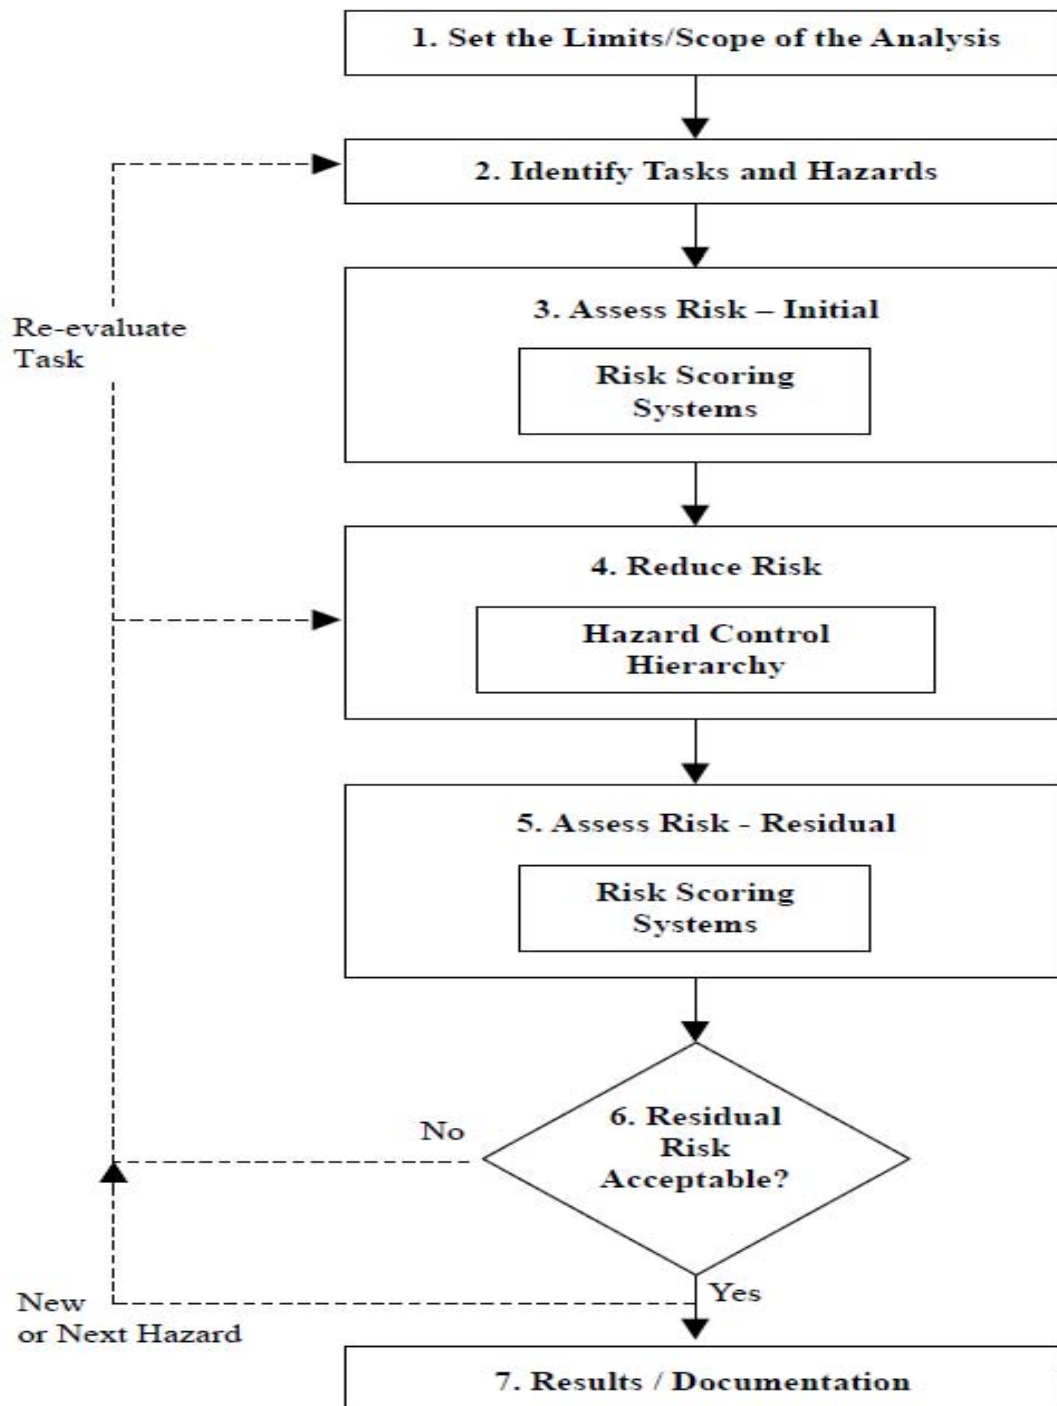 1. Set the Limits/Scope of the Analysis
2. Identify Tasks and Hazards
3. Assess Risk – Initial
Risk Scoring
Systems
Re-evaluate
Task
4. Reduce Risk
Hazard Control
Hierarchy
5. Assess Risk - Residual
Risk Scoring
Systems
6. Residual
Risk
Acceptable?
No
Yes
New
or Next Hazard
7. Results / Documentation